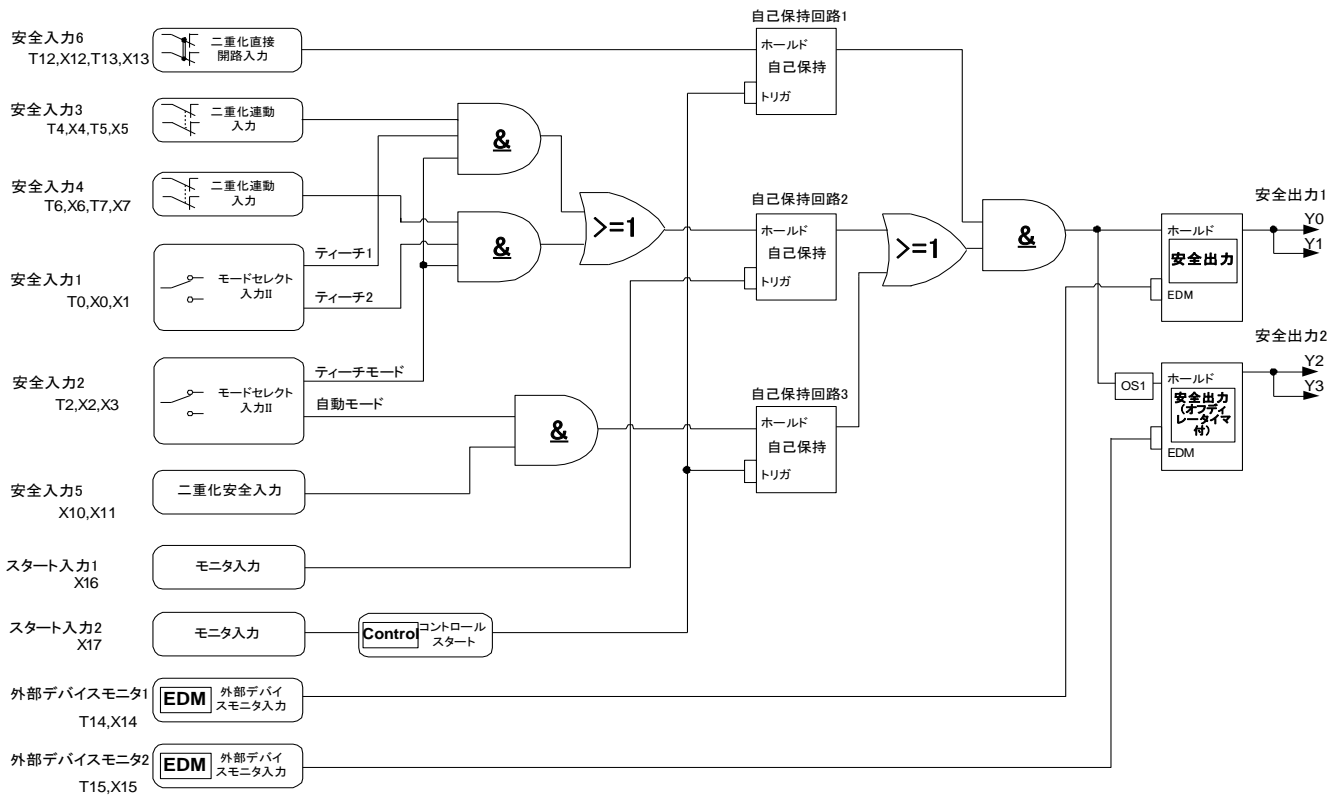 安全入力6
T12,X12,T13,X13
二重化直接
開路入力
安全入力3
T4,X4,T5,X5
二重化連動
入力
安全入力4
T6,X6,T7,X7
二重化連動
入力
安全入力1
T0,X0,X1
モードセレクト
入力II
ティーチ1
ティーチ2
安全入力2
T2,X2,X3
モードセレクト
入力II
ティーチモード
自動モード
安全入力5
X10,X11
二重化安全入力
スタート入力1
X16
モニタ入力
スタート入力2
X17
モニタ入力
Control
コントロール
スタート
外部デバイスモニタ1
T14,X14
EDM
外部デバイ
スモニタ入力
外部デバイスモニタ2
T15,X15
EDM
外部デバイ
スモニタ入力
&
&
&
>=1
自己保持回路1
ホールド
自己保持
トリガ
自己保持回路2
ホールド
自己保持
トリガ
自己保持回路3
ホールド
自己保持
トリガ
>=1
&
安全出力1
Y0
Y1
ホールド
安全出力
EDM
安全出力2
Y2
Y3
OS1
ホールド
安全出力
(オフディ
レータイマ
付)
EDM